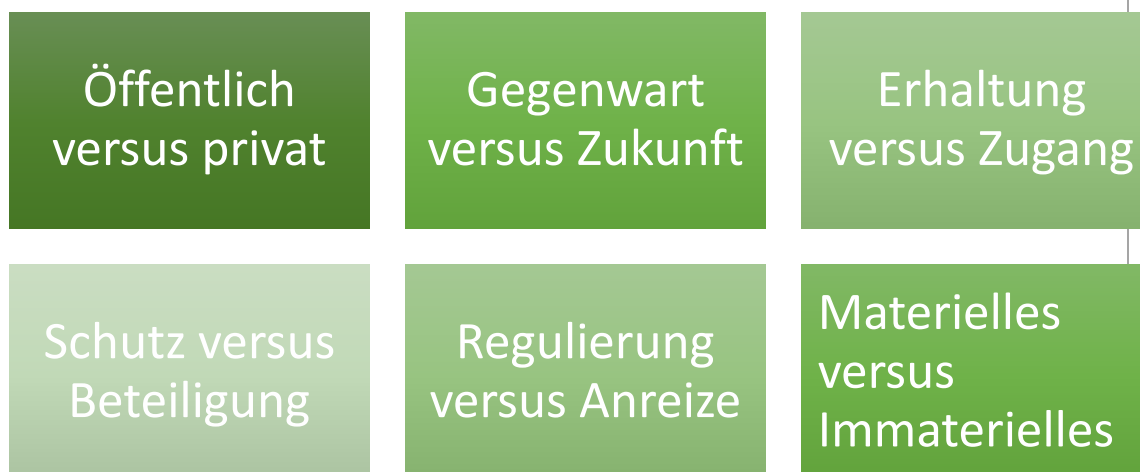 Öffentlich
versus privat
Gegenwart
versus Zukunft
Erhaltung
versus Zugang
Schutz versus
Beteiligung
Regulierung
versus Anreize
Materielles
versus
Immaterielles